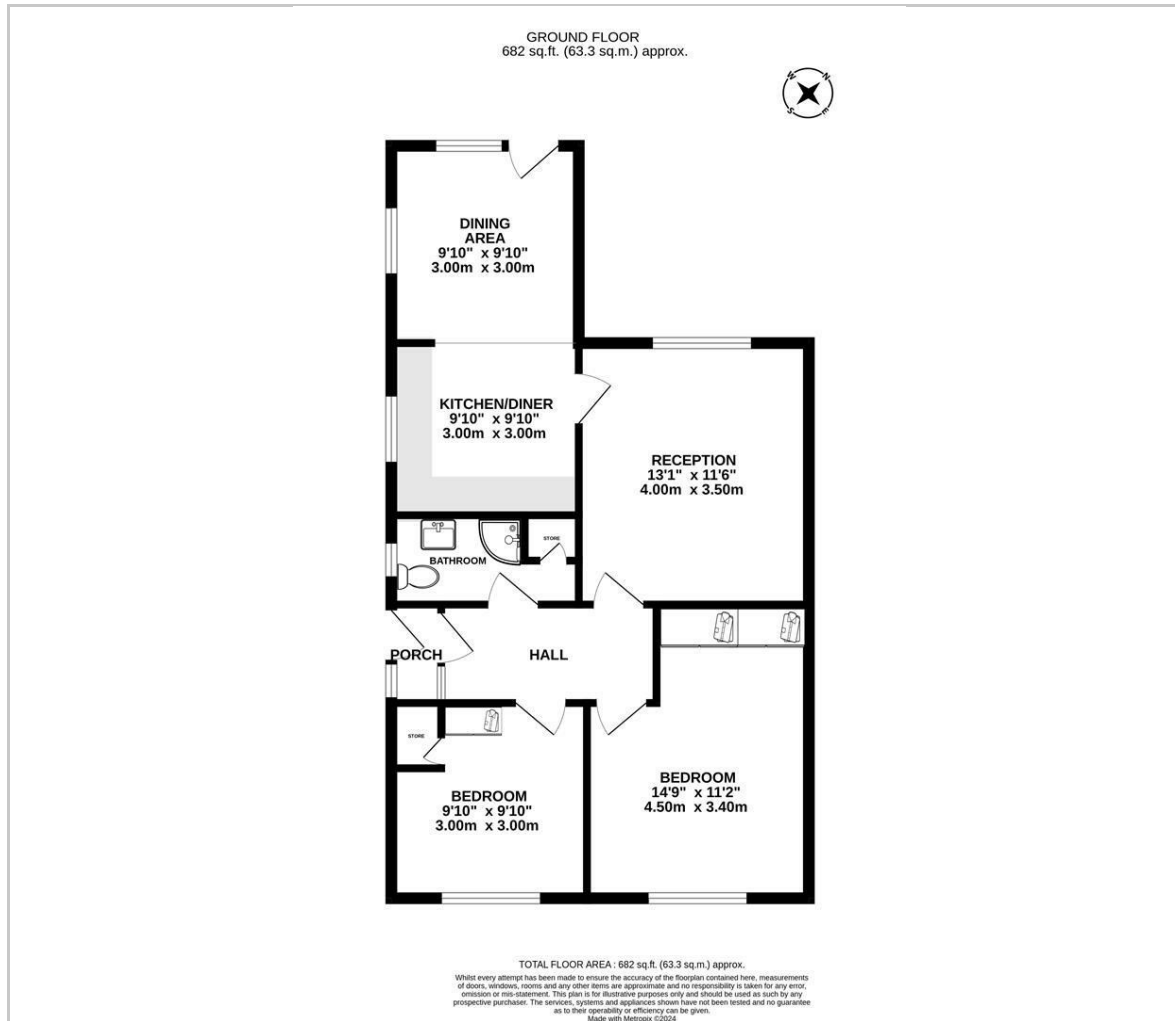 GROUND FLOOR
682 sq.ft. (63.3 sq.m.) approx.
W
N
S
E
DINING
AREA
9'10" x 9'10"
3.00m x 3.00m
KITCHEN/DINER
9'10" x 9'10"
3.00m x 3.00m
RECEPTION
13'1" x 11'6"
4.00m x 3.50m
STORE
BATHROOM
PORCH
HALL
STORE
BEDROOM
9'10" x 9'10"
3.00m x 3.00m
BEDROOM
14'9" x 11'2"
4.50m x 3.40m
TOTAL FLOOR AREA : 682 sq.ft. (63.3 sq.m.) approx.
Whilst every attempt has been made to ensure the accuracy of the floorplan contained here, measurements
of doors, windows, rooms and any other items are approximate and no responsibility is taken for any error,
omission or mis-statement. This plan is for illustrative purposes only and should be used as such by any
prospective purchaser. The services, systems and appliances shown have not been tested and no guarantee
as to their operability or efficiency can be given.
Made with Metropix ©2024